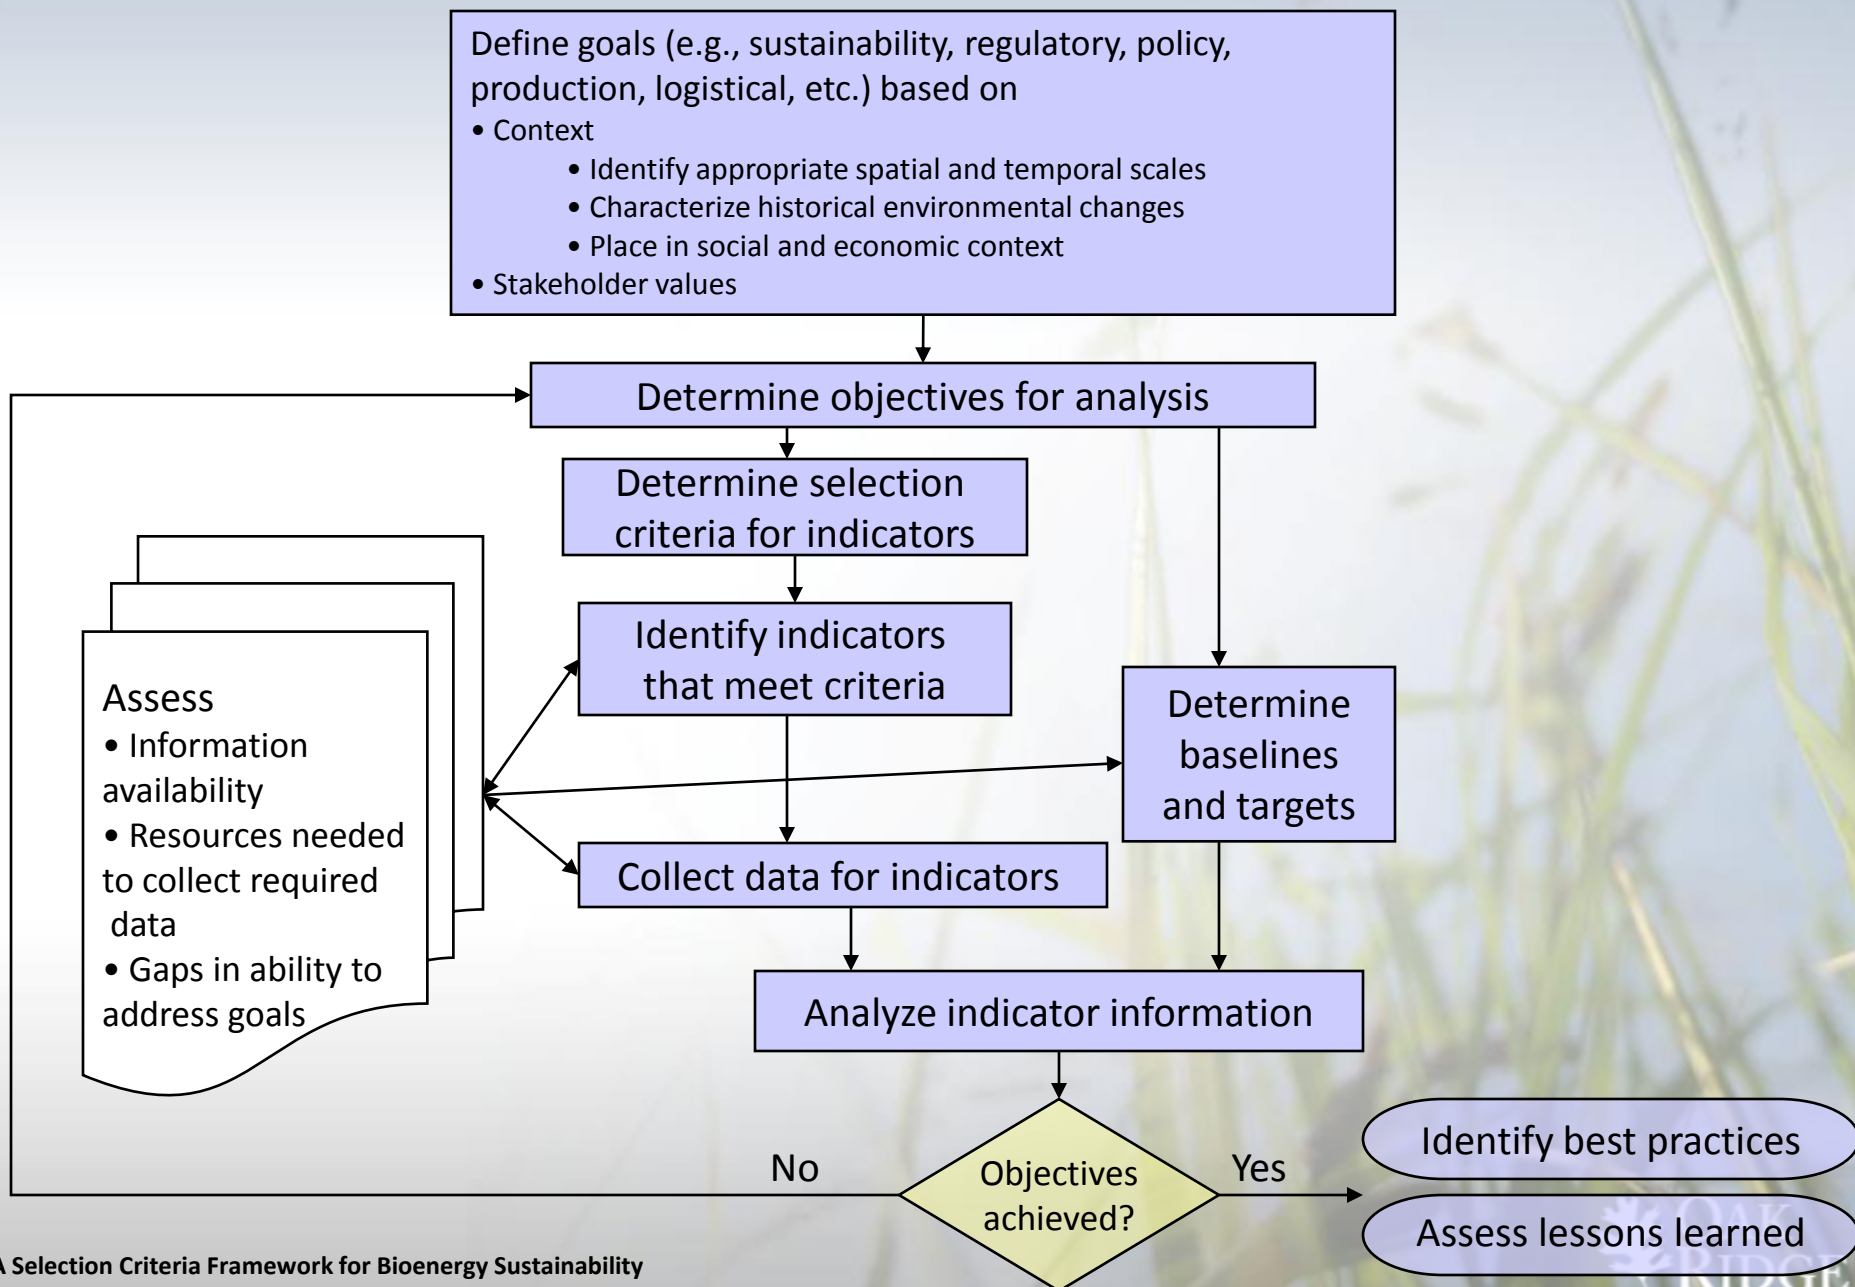 Define goals (e.g., sustainability, regulatory, policy,
production, logistical, etc.) based on
• Context
• Identify appropriate spatial and temporal scales
• Characterize historical environmental changes
• Place in social and economic context
• Stakeholder values
Determine objectives for analysis
Determine selection
criteria for indicators
Identify indicators
that meet criteria
Assess
• Information
availability
• Resources needed
to collect required
data
• Gaps in ability to
address goals
Determine
baselines
and targets
Collect data for indicators
Analyze indicator information
No
Objectives
achieved?
Yes
Identify best practices
Assess lessons learned
OAK
RIDGE
A Selection Criteria Framework for Bioenergy Sustainability